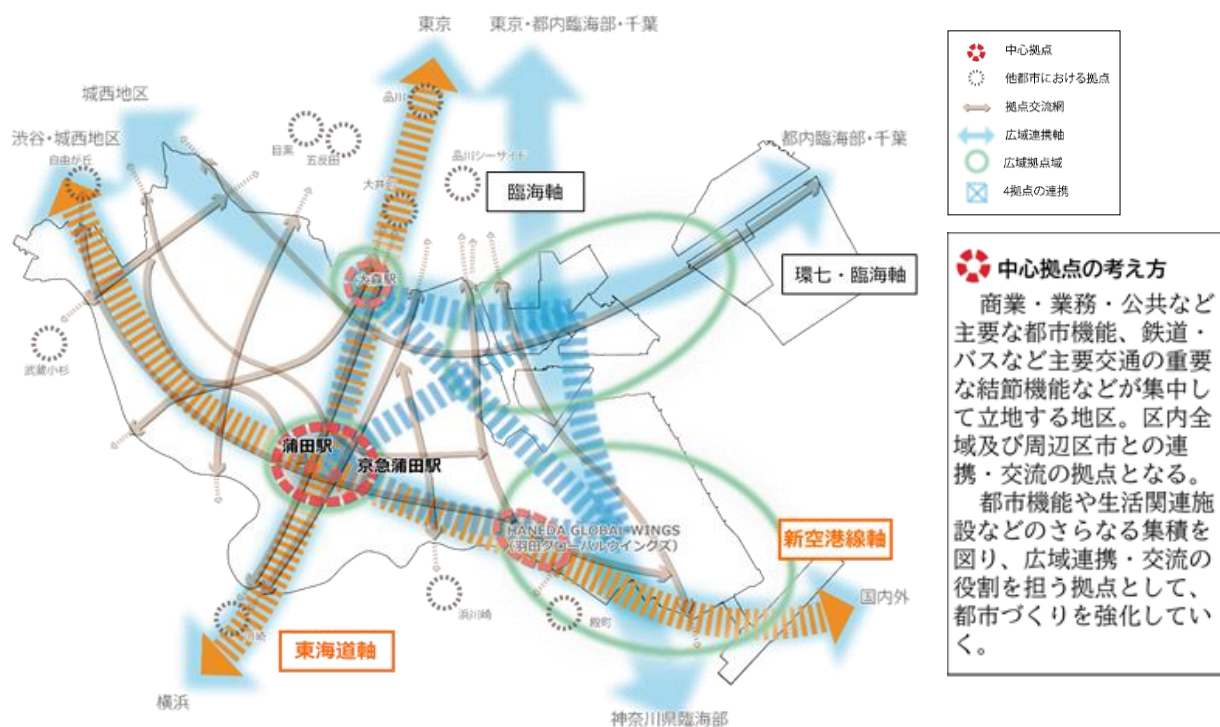 東京
東京・都内臨海部・千葉
城西地区
渋谷・城西地区
自由が丘
品川
目黒
五反田
大井町
品川シーサイド
都内臨海部・千葉
臨海軸
環七・臨海軸
大森駅
武蔵小杉
蒲田駅
京急蒲田駅
HANEDA GLOBAL WINGS
（羽田グローバルウイングズ）
新空港線軸
国内外
川崎
浜川崎
殿町
東海道軸
横浜
神奈川県臨海部
中心拠点
他都市における拠点
拠点交流網
広域連携軸
広域拠点域
4拠点の連携
中心拠点の考え方
商業・業務・公共など
主要な都市機能、鉄道・
バスなど主要交通の重要
な結節機能などが集中し
て立地する地区。区内全
域及び周辺区市との連
携・交流の拠点となる。
都市機能や生活関連施
設などのさらなる集積を
図り、広域連携・交流の
役割を担う拠点として、
都市づくりを強化してい
く。